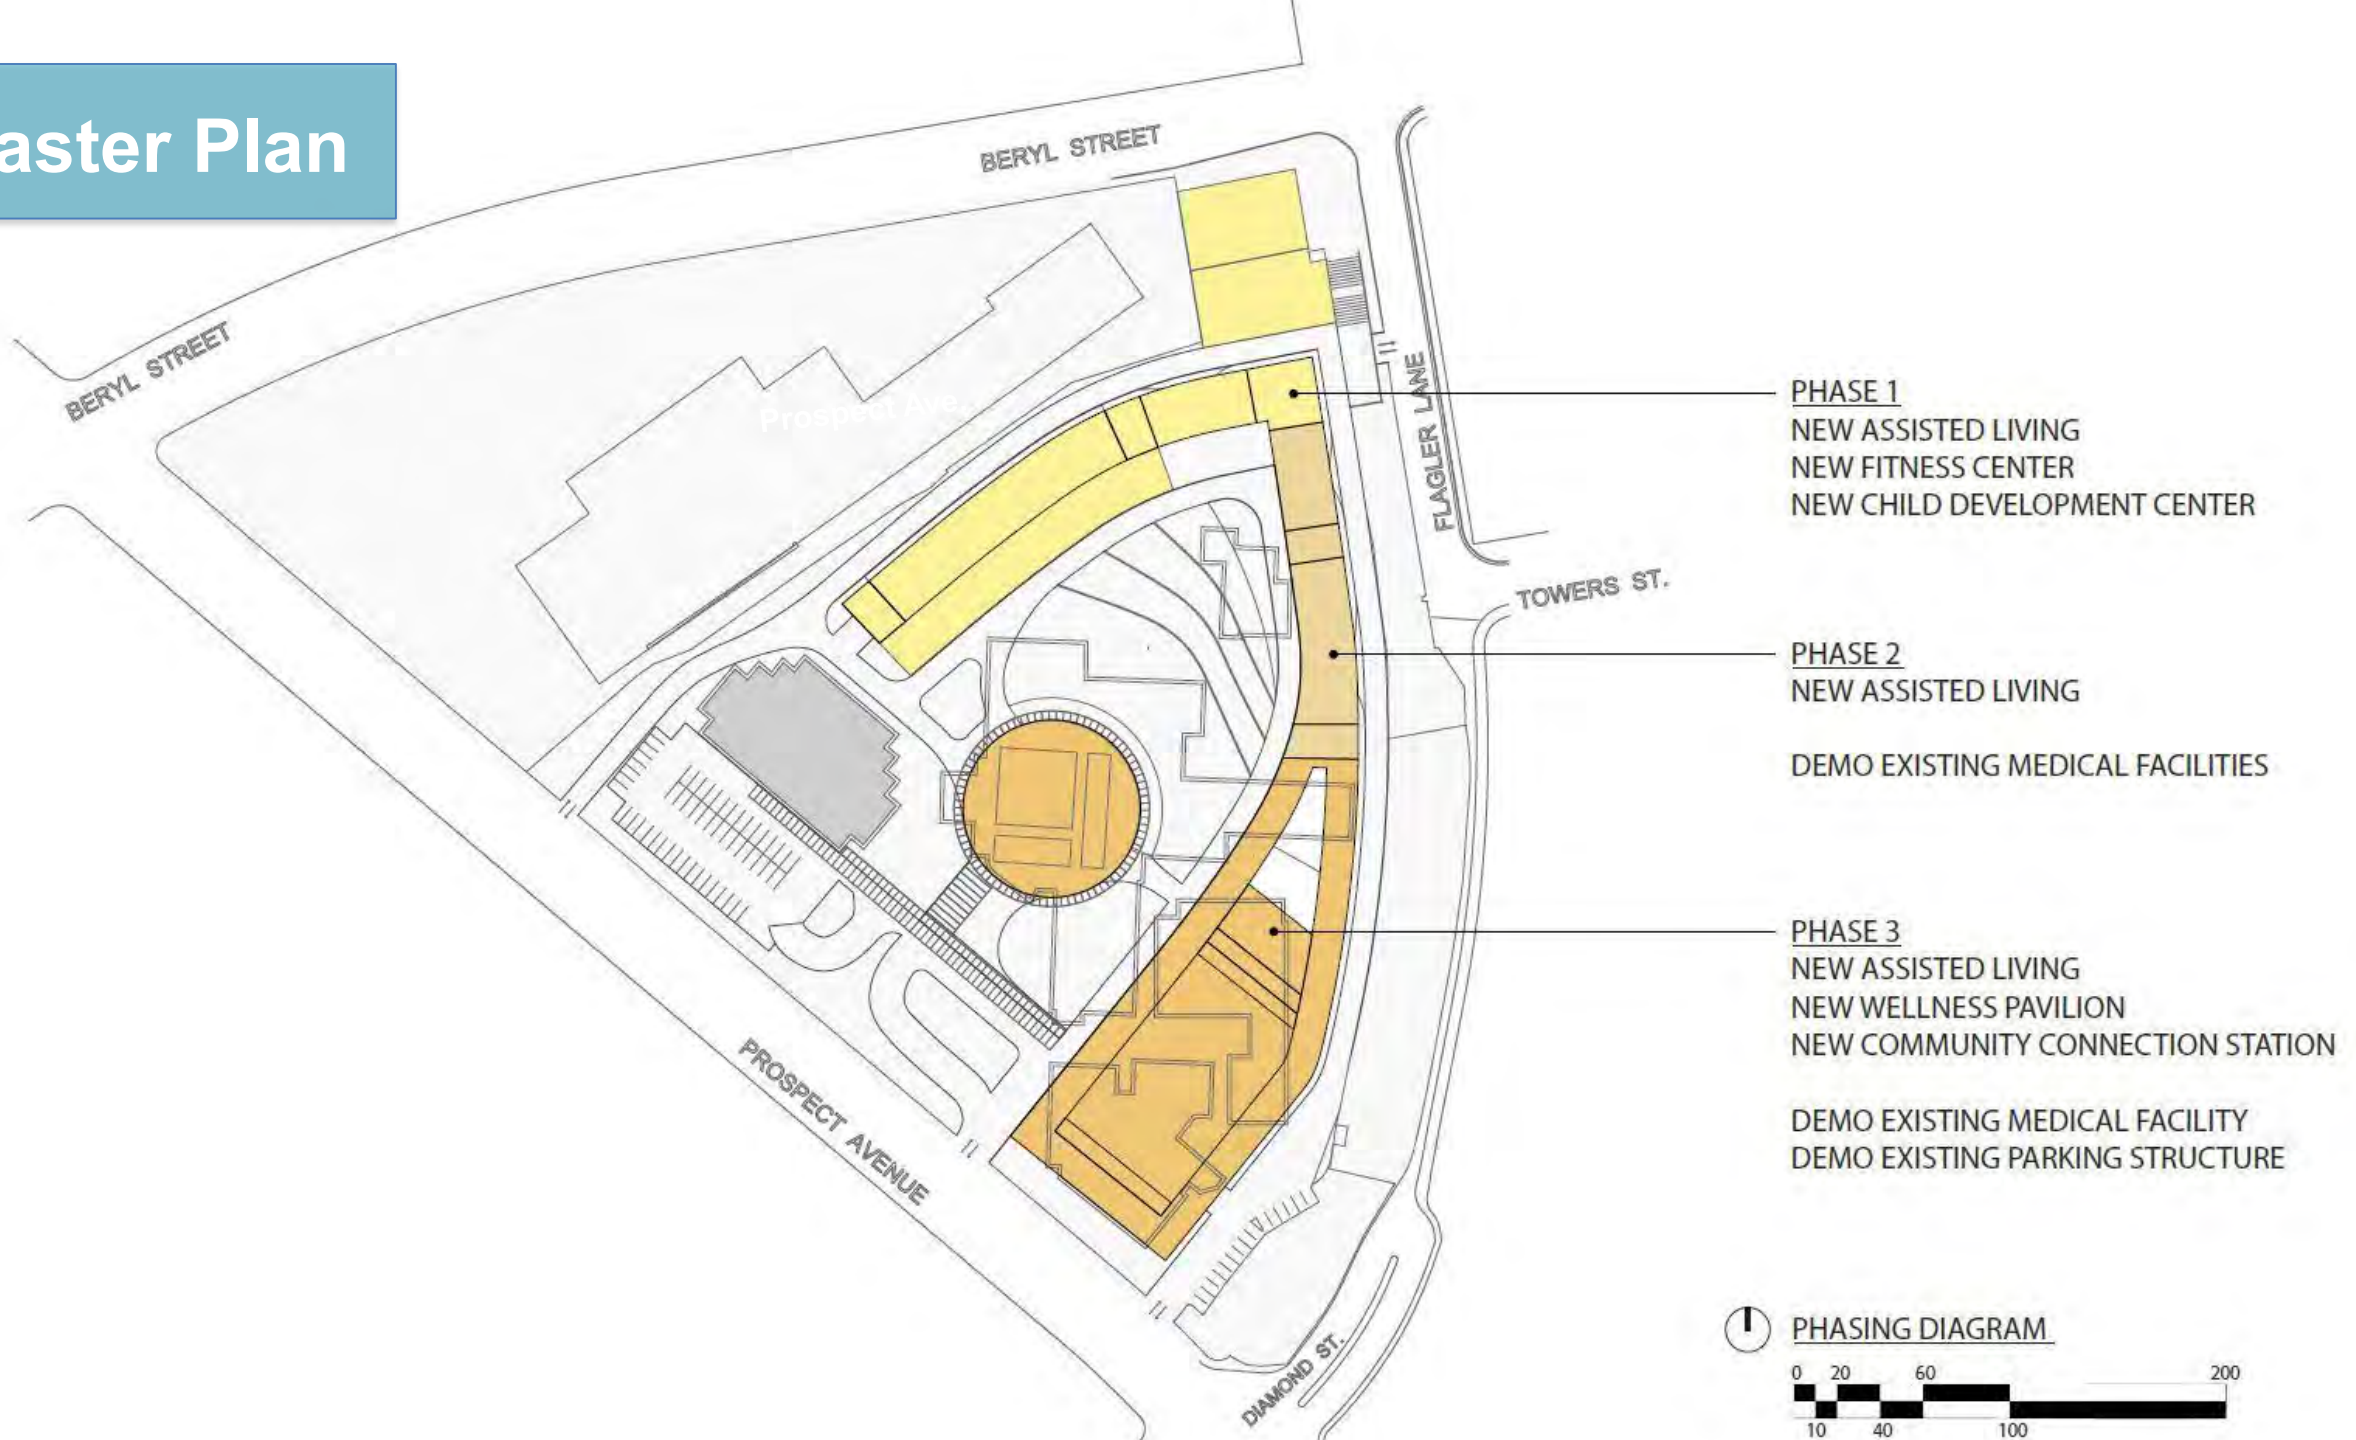 aster Plan
BERYL STREET
BERYL STREET
Prospect Ave.
FLAGLER LANE
TOWERS ST.
PROSPECT AVENUE
DIAMOND ST.
PHASE 1
NEW ASSISTED LIVING
NEW FITNESS CENTER
NEW CHILD DEVELOPMENT CENTER
PHASE 2
NEW ASSISTED LIVING
DEMO EXISTING MEDICAL FACILITIES
PHASE 3
NEW ASSISTED LIVING
NEW WELLNESS PAVILION
NEW COMMUNITY CONNECTION STATION
DEMO EXISTING MEDICAL FACILITY
DEMO EXISTING PARKING STRUCTURE
PHASING DIAGRAM
0 20 60 200
10 40 100